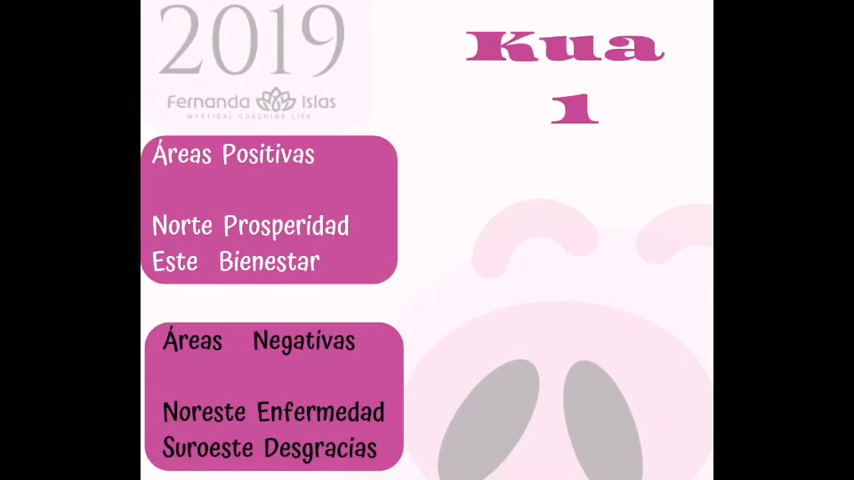 2019
Fernanda Islas
MYSTICAL COACHING LIFE
Kua
1
Áreas Positivas
Norte Prosperidad
Este Bienestar
Áreas Negativas
Noreste Enfermedad
Suroeste Desgracias